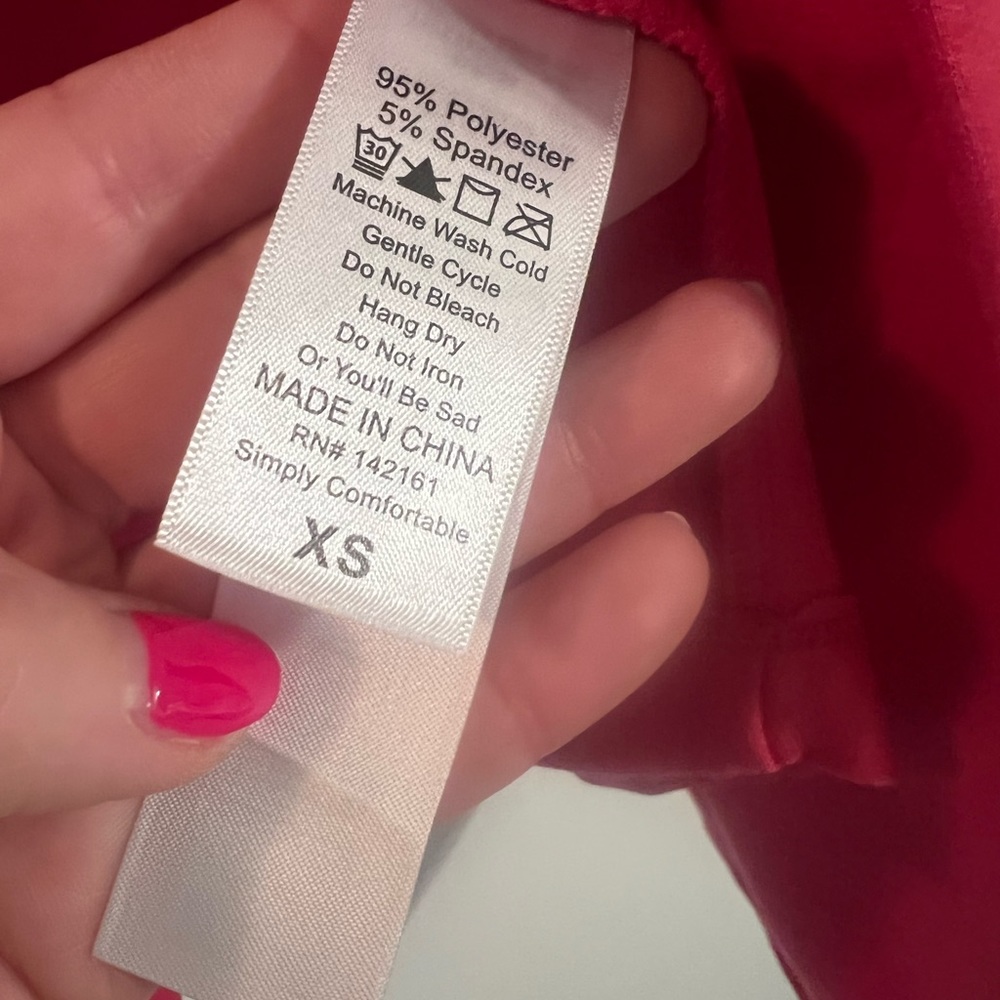 95% Polyester
5% Spandex
30
Machine Wash Cold
Gentle Cycle
Do Not Bleach
Hang Dry
Do Not Iron
Or You'll Be Sad
MADE IN CHINA
RN# 142161
Simply Comfortable
XS